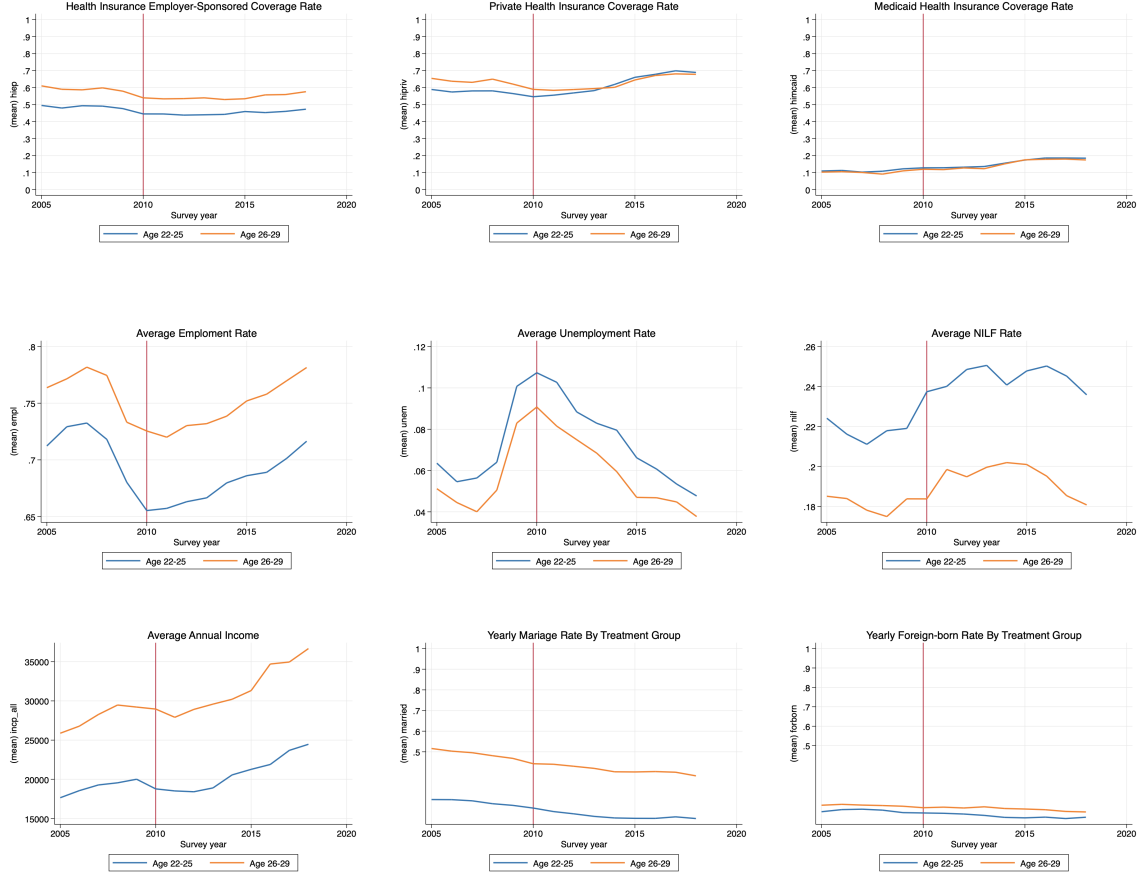 Health Insurance Employer-Sponsored Coverage Rate
1
.9
.8
.7
.6
.5
.4
.3
.2
.1
0
(mean) hiep
2005 2010 2015 2020
Survey year
Age 22-25 Age 26-29
Private Health Insurance Coverage Rate
1
.9
.8
.7
.6
.5
.4
.3
.2
.1
0
(mean) hipriv
2005 2010 2015 2020
Survey year
Age 22-25 Age 26-29
Medicaid Health Insurance Coverage Rate
1
.9
.8
.7
.6
.5
.4
.3
.2
.1
0
(mean) himcaid
2005 2010 2015 2020
Survey year
Age 22-25 Age 26-29
Average Emploment Rate
.8
.75
.7
.65
(mean) empl
2005 2010 2015 2020
Survey year
Age 22-25 Age 26-29
Average Unemployment Rate
.12
.1
.08
.06
.04
(mean) unem
2005 2010 2015 2020
Survey year
Age 22-25 Age 26-29
Average NILF Rate
.26
.24
.22
.2
.18
(mean) nilf
2005 2010 2015 2020
Survey year
Age 22-25 Age 26-29
Average Annual Income
35000
30000
25000
20000
15000
(mean) incp_all
2005 2010 2015 2020
Survey year
Age 22-25 Age 26-29
Yearly Mariage Rate By Treatment Group
1
.9
.8
.7
.6
.5
(mean) married
2005 2010 2015 2020
Survey year
Age 22-25 Age 26-29
Yearly Foreign-born Rate By Treatment Group
1
.9
.8
.7
.6
.5
(mean) forborn
2005 2010 2015 2020
Survey year
Age 22-25 Age 26-29